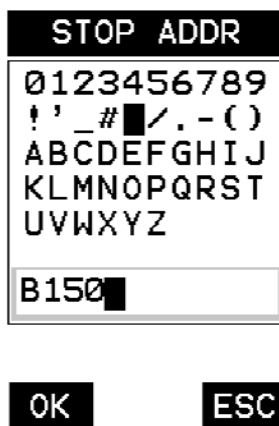 STOP ADDR
0123456789
!'_# /.-()
ABCDEFGHIJ
KLMNOPQRST
UVWXYZ
B150
OK ESC